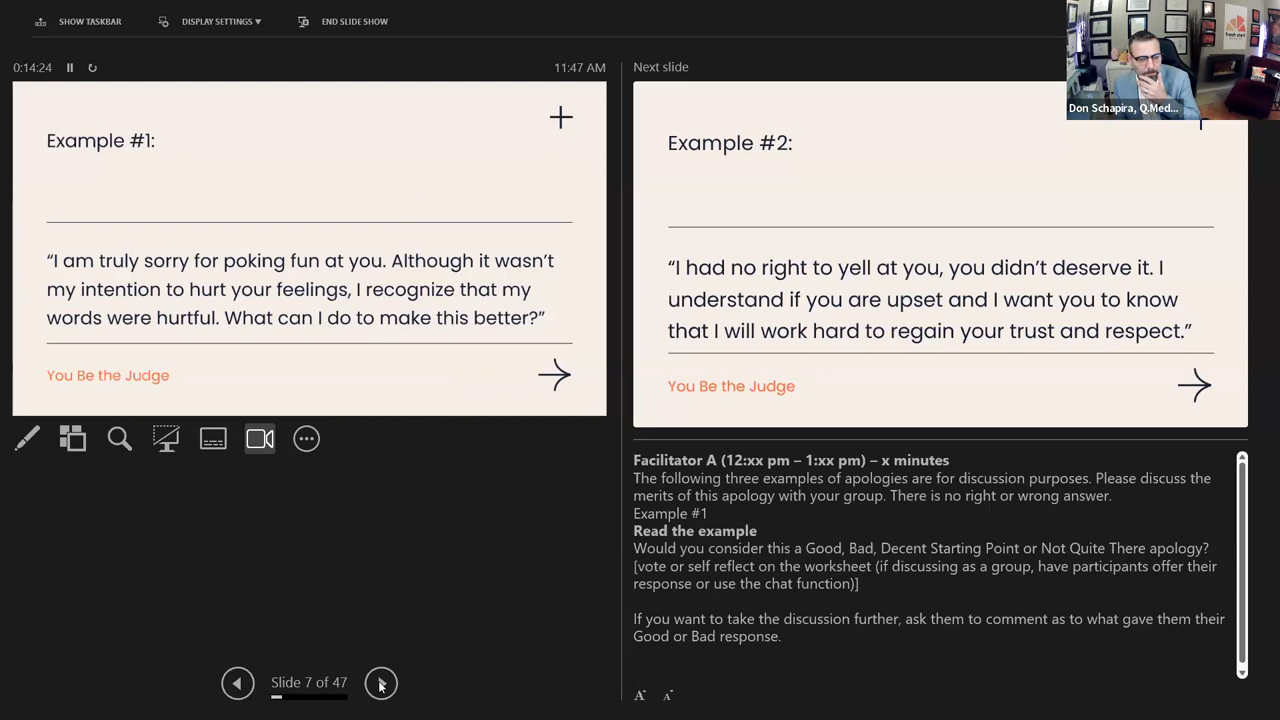 SHOW TASKBAR
DISPLAY SETTINGS ▾
END SLIDE SHOW
0:14:24
11:47 AM
Example #1:
“I am truly sorry for poking fun at you. Although it wasn’t
my intention to hurt your feelings, I recognize that my
words were hurtful. What can I do to make this better?”
You Be the Judge
Slide 7 of 47
Next slide
Example #2:
“I had no right to yell at you, you didn’t deserve it. I
understand if you are upset and I want you to know
that I will work hard to regain your trust and respect.”
You Be the Judge
fresh start
Don Schapira, Q.Med...
Facilitator A (12:xx pm – 1:xx pm) – x minutes
The following three examples of apologies are for discussion purposes. Please discuss the
merits of this apology with your group. There is no right or wrong answer.
Example #1
Read the example
Would you consider this a Good, Bad, Decent Starting Point or Not Quite There apology?
[vote or self reflect on the worksheet (if discussing as a group, have participants offer their
response or use the chat function)]
If you want to take the discussion further, ask them to comment as to what gave them their
Good or Bad response.
A A